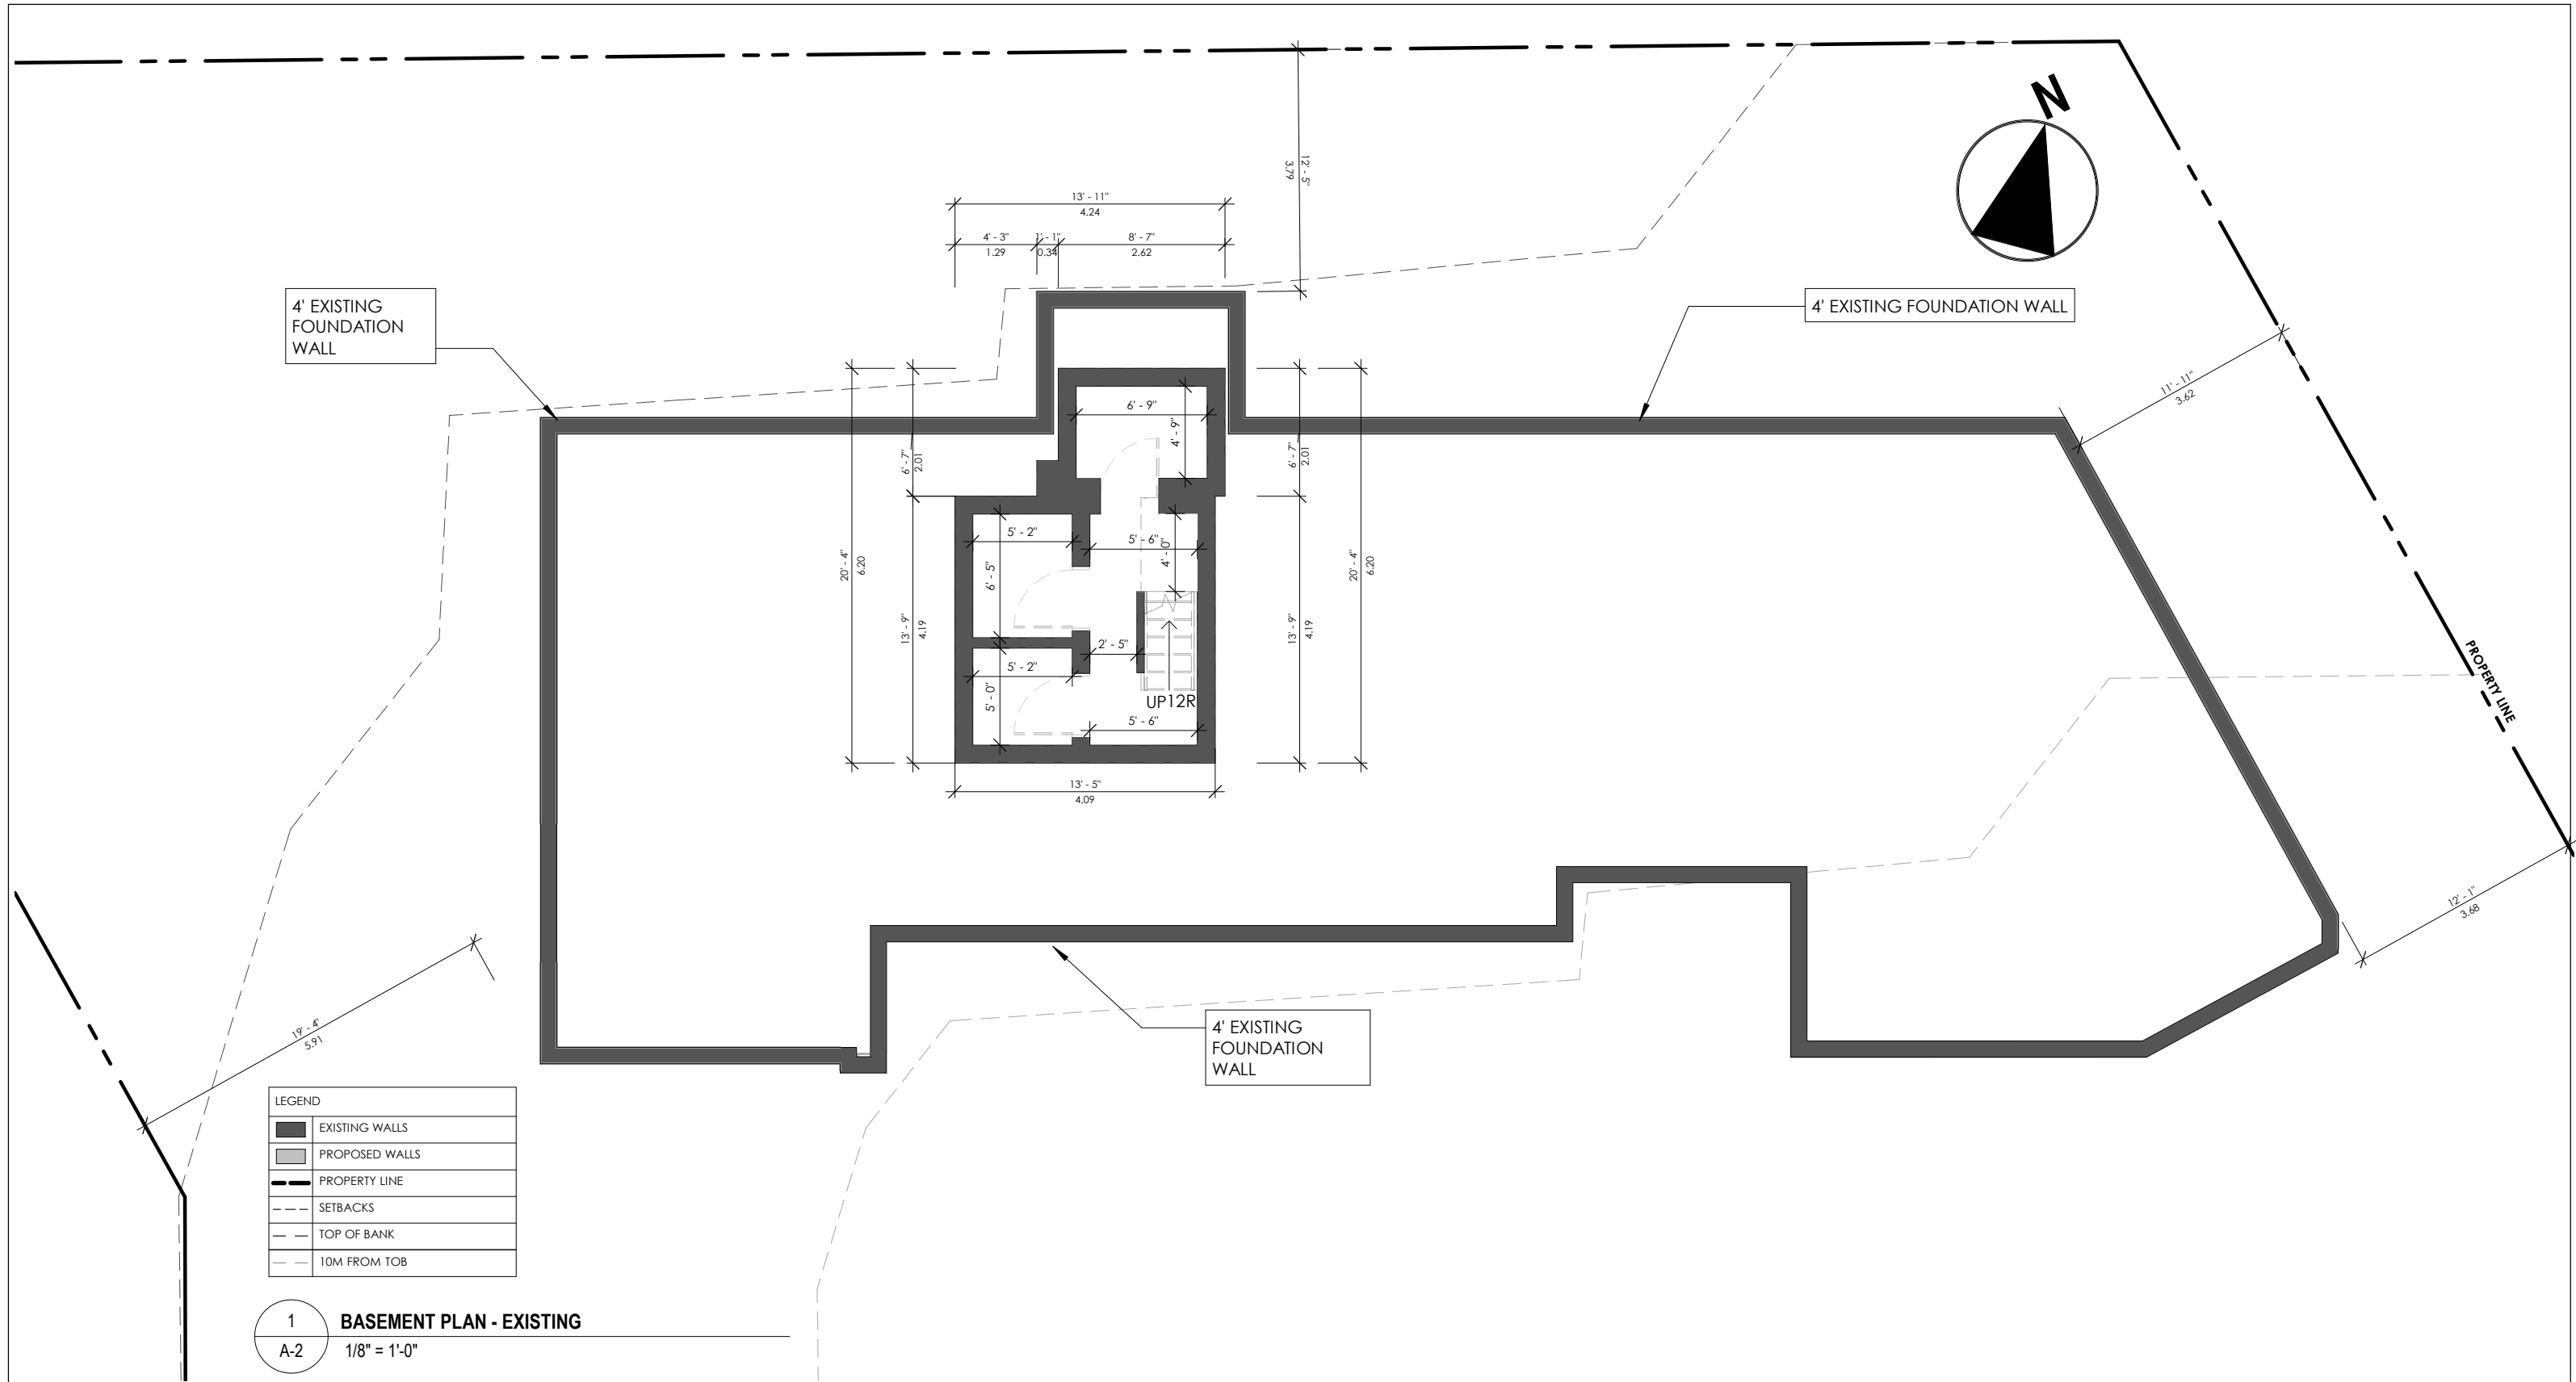 N
12' - 5"
3.79
13' - 11"
4.24
4' - 3"
1.29
1' - 1"
0.34
8' - 7"
2.62
4' EXISTING
FOUNDATION
WALL
4' EXISTING FOUNDATION WALL
11' - 11"
3.62
6' - 9"
4' - 9"
6' - 7"
2.01
6' - 7"
2.01
20' - 4"
6.20
5' - 2"
6' - 5"
5' - 6"
4' - 0"
20' - 4"
6.20
13' - 9"
4.19
2' - 5"
13' - 9"
4.19
5' - 2"
5' - 0"
UP12R
5' - 6"
13' - 5"
4.09
PROPERTY LINE
12' - 1"
3.68
19' - 4"
5.91
4' EXISTING
FOUNDATION
WALL
LEGEND
EXISTING WALLS
PROPOSED WALLS
PROPERTY LINE
SETBACKS
TOP OF BANK
10M FROM TOB
1
BASEMENT PLAN - EXISTING
A-2
1/8" = 1'-0"